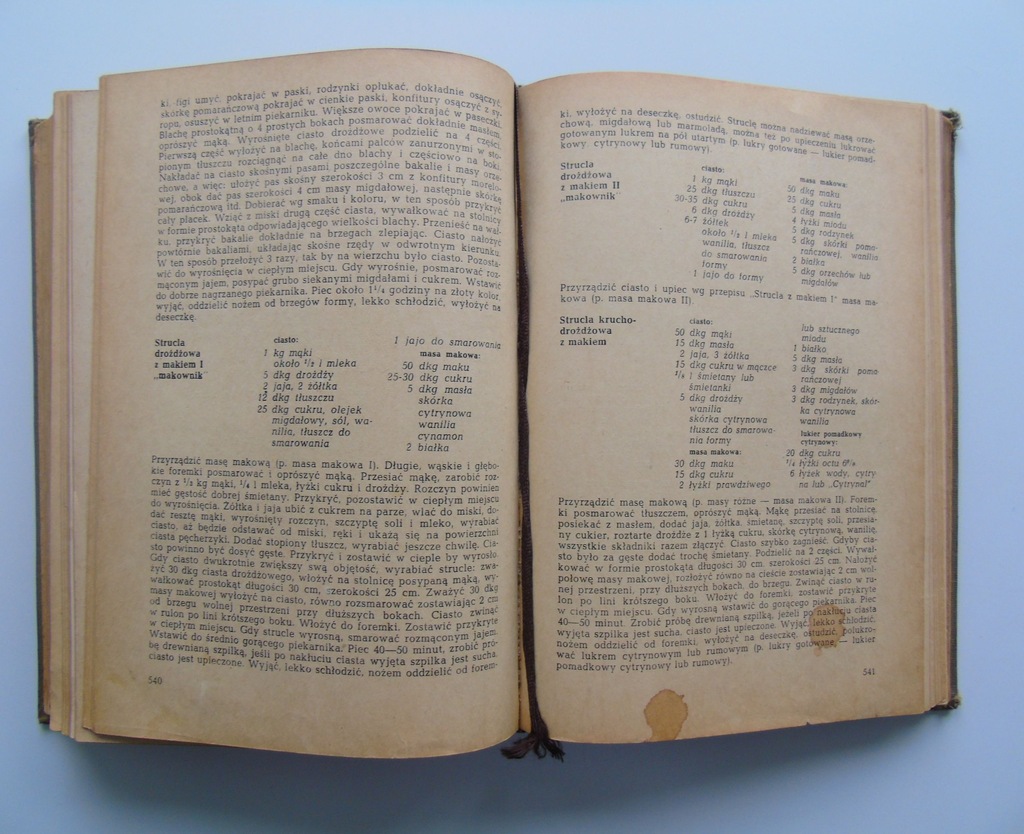 ki, figi umyć, pokrajać w paski, rodzynki opłukać, dokładnie osączyć,
skórkę pomarańczową pokrajać w cienkie paski, konfitury osączyć z sy-
ropu, osuszyć w letnim piekarniku. Większe owoce pokrajać w paseczki.
Blachę prostokątną o 4 prostych bokach posmarować dokładnie masłem,
oprószyć mąką. Wyrośnięte ciasto drożdżowe podzielić na 4 części.
Pierwszą część wyłożyć na blachę, końcami palców zanurzonymi w sto-
pionym tłuszczu rozciągnąć na całe dno blachy i częściowo na boki.
Nakładać na ciasto skośnymi pasami poszczególne bakalie i masy orze-
chowe, a więc: ułożyć pas skośny szerokości 3 cm z konfitury morelo-
wej, obok dać pas szerokości 4 cm masy migdałowej, następnie skórkę
pomarańczową itd. Dobierać wg smaku i koloru, w ten sposób przykryć
cały placek. Wziąć z miski drugą część ciasta, wywałkować na stolnicy
w formie prostokąta odpowiadającego wielkości blachy. Przenieść na wał-
ku, przykryć bakalie dokładnie na brzegach zlepiając. Ciasto nałożyć
powtórnie bakaliami, układając skośne rzędy w odwrotnym kierunku.
W ten sposób przełożyć 3 razy, tak by na wierzchu było ciasto. Pozosta-
wić do wyrośnięcia w ciepłym miejscu. Gdy wyrośnie, posmarować roz-
mąconym jajem, posypać grubo siekanymi migdałami i cukrem. Wstawić
do dobrze nagrzanego piekarnika. Piec około 1¹/₄ godziny na złoty kolor,
wyjąć, oddzielić nożem od brzegów formy, lekko schłodzić, wyłożyć na
deseczkę.
Strucla
drożdżowa
z makiem I
„makownik"
ciasto:
1 kg mąki
około ¹/₂ l mleka
5 dkg drożdży
2 jaja, 2 żółtka
12 dkg tłuszczu
25 dkg cukru, olejek
migdałowy, sól, wa-
nilia, tłuszcz do
smarowania
1 jajo do smarowania
masa makowa:
50 dkg maku
25-30 dkg cukru
5 dkg masła
skórka
cytrynowa
wanilia
cynamon
2 białka
Przyrządzić masę makową (p. masa makowa I). Długie, wąskie i głębo-
kie foremki posmarować i oprószyć mąką. Przesiać mąkę, zarobić roz-
czyn z ¹/₃ kg mąki, ¹/₄ l mleka, łyżki cukru i drożdży. Rozczyn powinien
mieć gęstość dobrej śmietany. Przykryć, pozostawić w ciepłym miejscu
do wyrośnięcia. Żółtka i jaja ubić z cukrem na parze, wlać do miski, do-
dać resztę mąki, wyrośnięty rozczyn, szczyptę soli i mleko, wyrabiać
ciasto, aż będzie odstawać od miski, ręki i ukażą się na powierzchni
ciasta pęcherzyki. Dodać stopiony tłuszcz, wyrabiać jeszcze chwilę. Cia-
sto powinno być dosyć gęste. Przykryć i zostawić w cieple by wyrosło.
Gdy ciasto dwukrotnie zwiększy swą objętość, wyrabiać strucle: zwa-
żyć 30 dkg ciasta drożdżowego, włożyć na stolnicę posypaną mąką, wy-
wałkować prostokąt długości 30 cm, szerokości 25 cm. Zważyć 30 dkg
masy makowej wyłożyć na ciasto, równo rozsmarować zostawiając 2 cm
od brzegu wolnej przestrzeni przy dłuższych bokach. Ciasto zwinąć
w rulon po linii krótszego boku. Włożyć do foremki. Zostawić przykryte
w ciepłym miejscu. Gdy strucle wyrosną, smarować rozmąconym jajem.
Wstawić do średnio gorącego piekarnika. Piec 40—50 minut, zrobić pró-
bę drewnianą szpilką, jeśli po nakłuciu ciasta wyjęta szpilka jest sucha,
ciasto jest upieczone. Wyjąć, lekko schłodzić, nożem oddzielić od forem-
540
ki, wyłożyć na deseczkę, ostudzić. Struclę można nadziewać masą orze-
chową, migdałową lub marmoladą, można też po upieczeniu lukrować
gotowanym lukrem na pół utartym (p. lukry gotowane — lukier pomad-
kowy cytrynowy lub rumowy).
Strucla
drożdżowa
z makiem II
„makownik"
ciasto:
1 kg mąki
25 dkg tłuszczu
30-35 dkg cukru
6 dkg drożdży
6-7 żółtek
około ¹/₂ l mleka
wanilia, tłuszcz
do smarowania
formy
1 jajo do formy
masa makowa:
50 dkg maku
25 dkg cukru
5 dkg masła
4 łyżki miodu
5 dkg rodzynek
5 dkg skórki poma-
rańczowej, wanilia
2 białka
5 dkg orzechów lub
migdałów
Przyrządzić ciasto i upiec wg przepisu „Strucla z makiem I" masa ma-
kowa (p. masa makowa II).
Strucla krucho-
drożdżowa
z makiem
ciasto:
50 dkg mąki
15 dkg masła
2 jaja, 3 żółtka
15 dkg cukru w mączce
¹/₈ l śmietany lub
śmietanki
5 dkg drożdży
wanilia
skórka cytrynowa
tłuszcz do smarowa-
nia formy
masa makowa:
30 dkg maku
15 dkg cukru
2 łyżki prawdziwego
lub sztucznego
miodu
1 białko
5 dkg masła
3 dkg skórki poma-
rańczowej
3 dkg migdałów
3 dkg rodzynek, skór-
ka cytrynowa
wanilia
lukier pomadkowy
cytrynowy:
20 dkg cukru
łyżki octu 6%
6 łyżek wody, cytry-
na lub „Cytrynal"
Przyrządzić masę makową (p. masy różne — masa makowa II). Forem-
ki posmarować tłuszczem, oprószyć mąką. Mąkę przesiać na stolnicę,
posiekać z masłem, dodać jaja, żółtka, śmietanę, szczyptę soli, przesia-
ny cukier, roztarte drożdże z 1 łyżką cukru, skórkę cytrynową, wanilię,
wszystkie składniki razem złączyć. Ciasto szybko zagnieść. Gdyby cia-
sto było za gęste dodać trochę śmietany. Podzielić na 2 części. Wywał-
kować w formie prostokąta długości 30 cm, szerokości 25 cm. Nałożyć
połowę masy makowej, rozłożyć równo na cieście zostawiając 2 cm wol-
nej przestrzeni, przy dłuższych bokach, do brzegu. Zwinąć ciasto w ru-
lon po lini krótszego boku. Włożyć do foremki, zostawić przykryte
w ciepłym miejscu. Gdy wyrosną wstawić do gorącego piekarnika. Piec
40—50 minut. Zrobić próbę drewnianą szpilką, jeżeli po nakłuciu ciasta
wyjęta szpilka jest sucha, ciasto jest upieczone. Wyjąć, lekko schłodzić,
nożem oddzielić od foremki, wyłożyć na deseczkę, ostudzić, polukro-
wać lukrem cytrynowym lub rumowym (p. lukry gotowane, — lukier
pomadkowy cytrynowy lub rumowy).
541